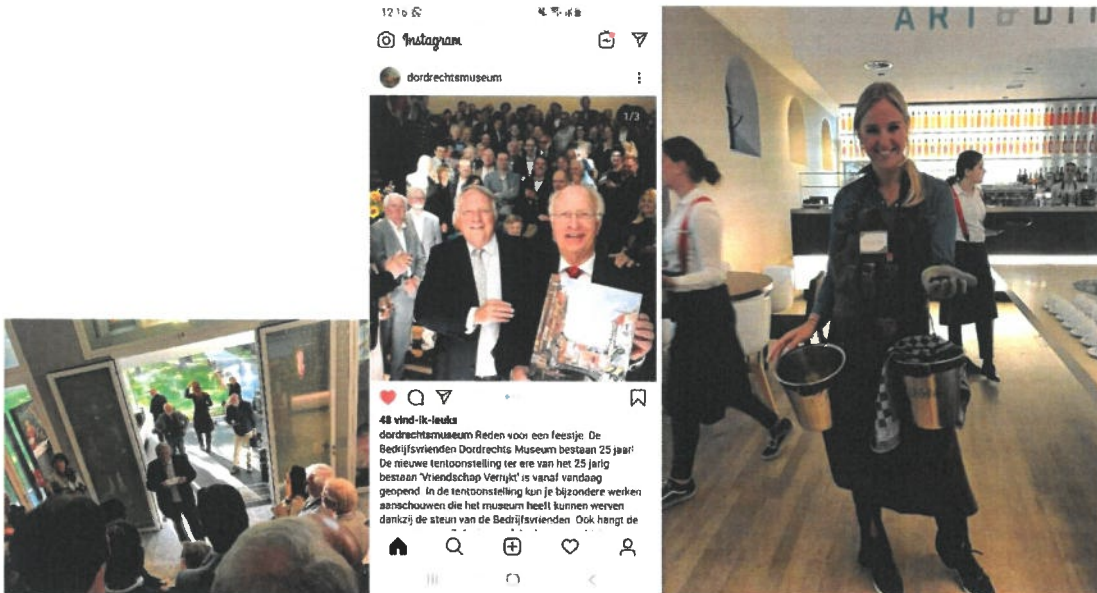 12:16
Instagram
dordrechtsmuseum
1/3
48 vind-ik-leuks
dordrechtsmuseum Reden voor een feestje. De
Bedrijfsvrienden Dordrechts Museum bestaan 25 jaar!
De nieuwe tentoonstelling ter ere van het 25 jarig
bestaan 'Vriendschap Verrijkt' is vanaf vandaag
geopend. In de tentoonstelling kun je bijzondere werken
aanschouwen die het museum heeft kunnen werven
dankzij de steun van de Bedrijfsvrienden. Ook hangt de
ART &